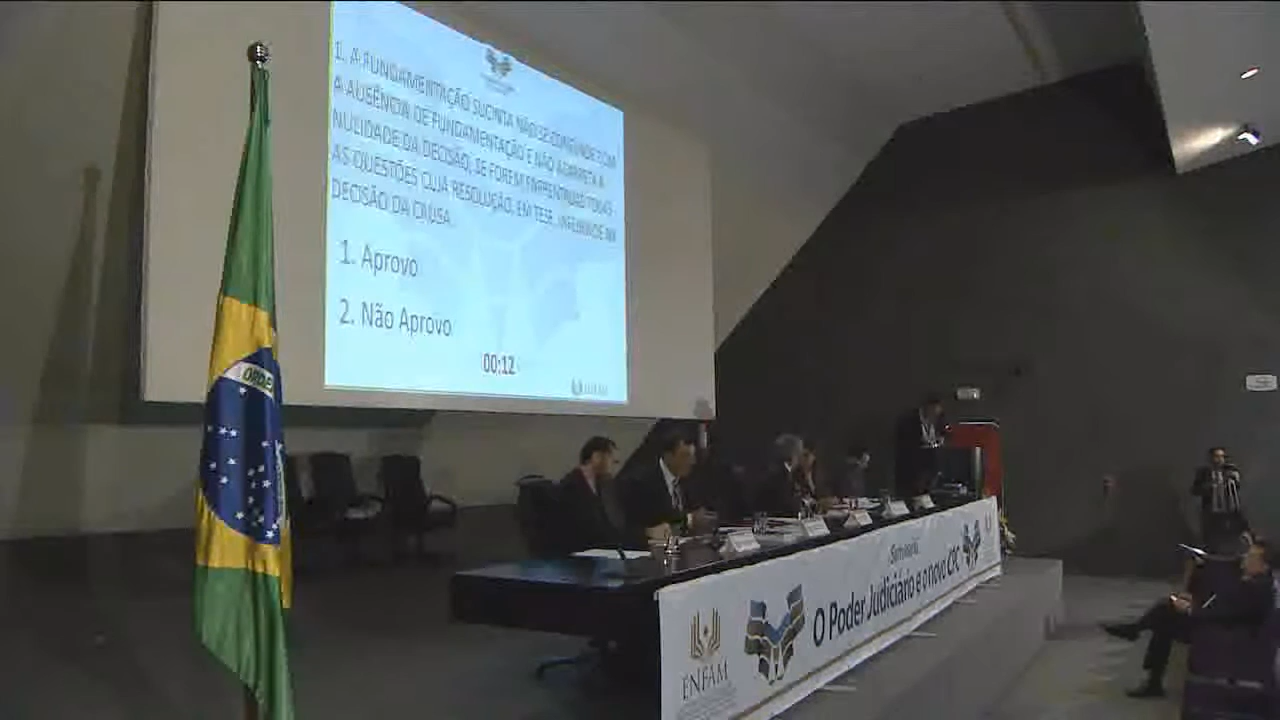 1. A FUNDAMENTAÇÃO SUCINTA NÃO SE CONFUNDE COM
A AUSÊNCIA DE FUNDAMENTAÇÃO E NÃO ACARRETA A
NULIDADE DA DECISÃO, SE FOREM ENFRENTADAS TODAS
AS QUESTÕES CUJA RESOLUÇÃO, EM TESE, INFLUENCIE NA
DECISÃO DA CAUSA.
1. Aprovo
2. Não Aprovo
00:12
ENFAM
ORDEM
Seminário
O Poder Judiciário e o novo CPC
ENFAM